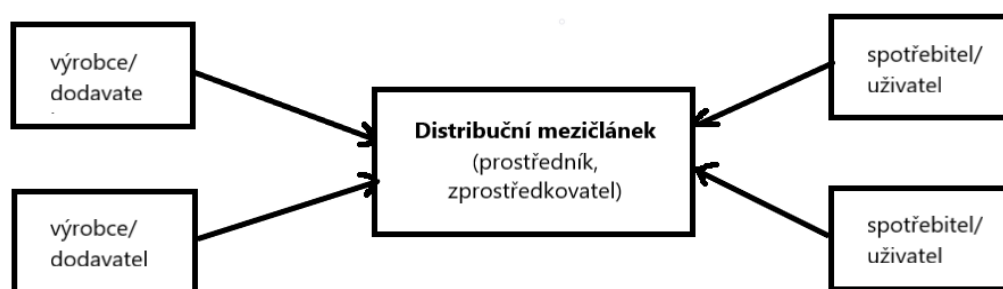 výrobce/
dodavate
výrobce/
dodavatel
Distribuční mezičlánek
(prostředník,
zprostředkovatel)
spotřebitel/
uživatel
spotřebitel/
uživatel